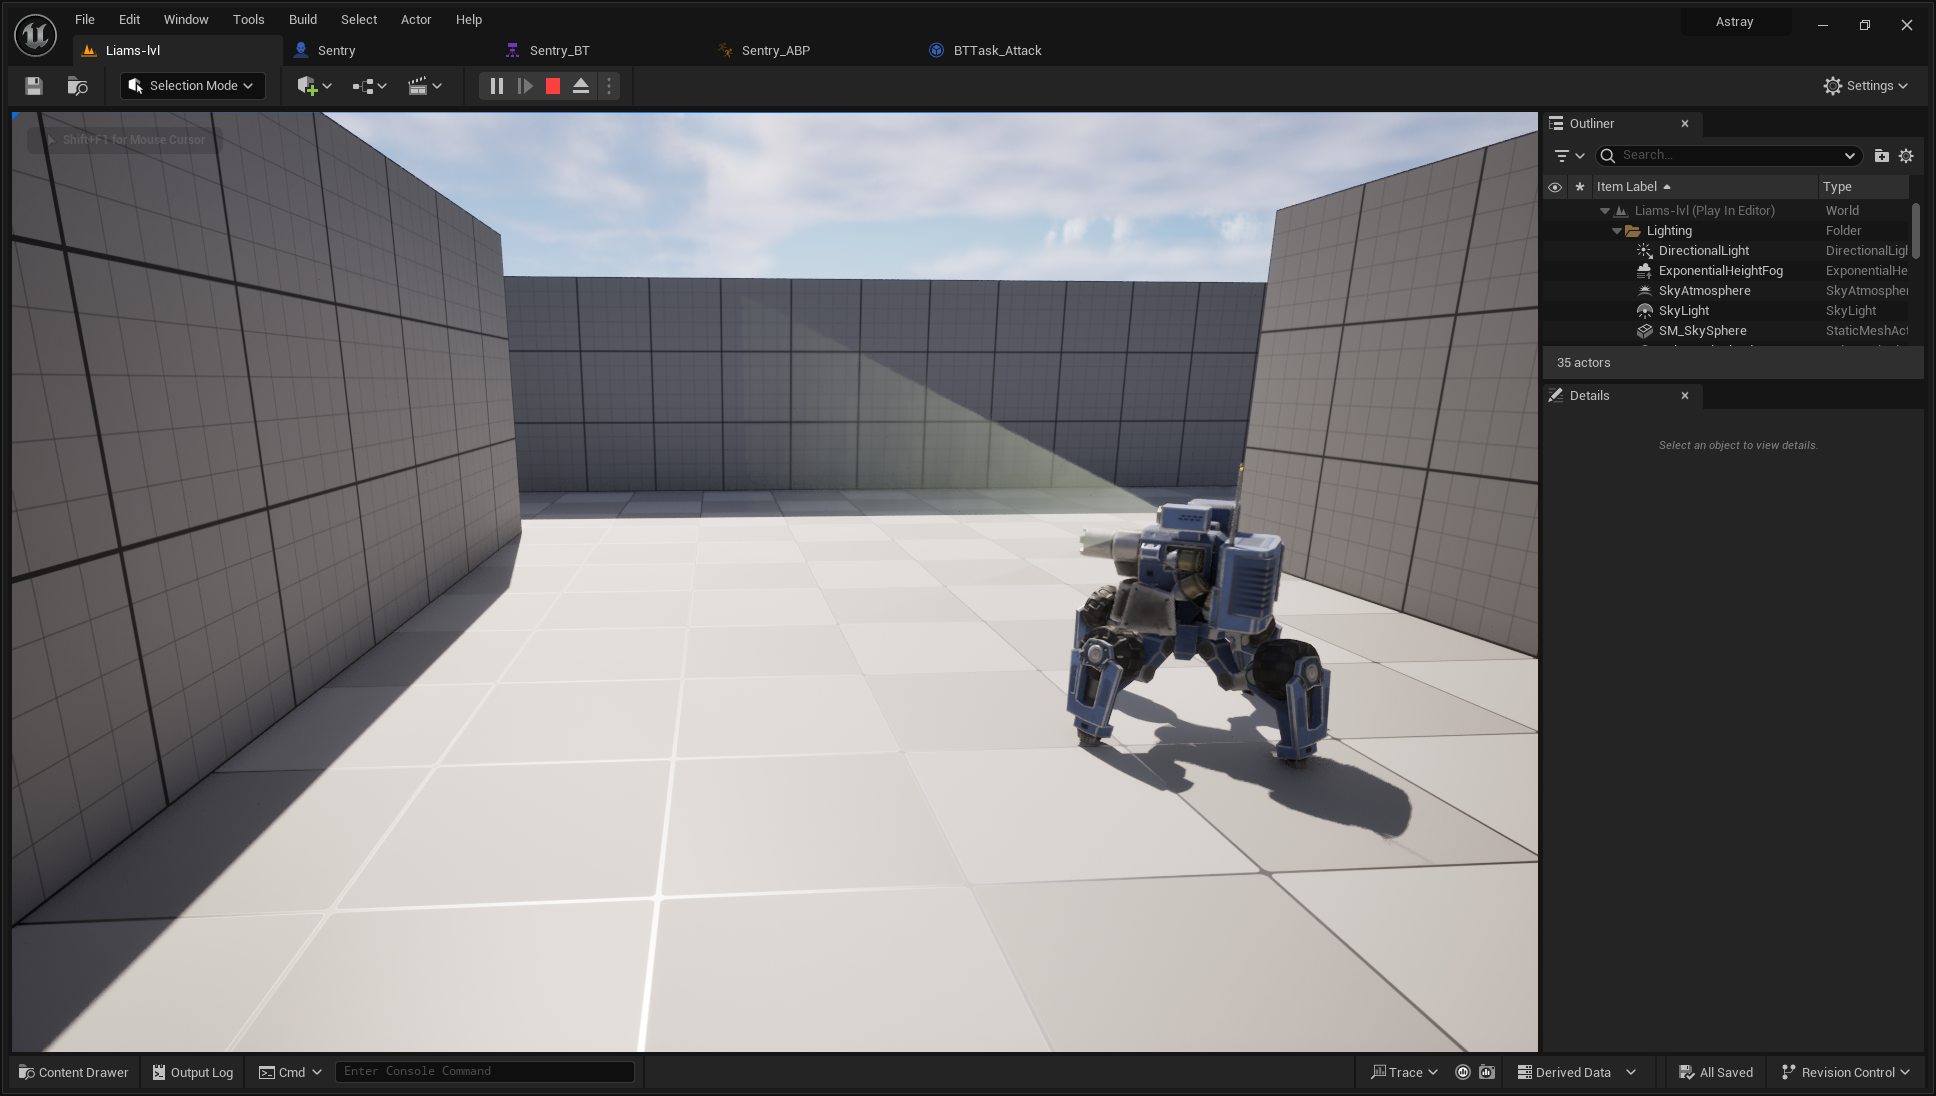 File Edit Window Tools Build Select Actor Help
Astray
Liams-lvl Sentry Sentry_BT Sentry_ABP BTTask_Attack
Selection Mode
Settings
Shift+F1 for Mouse Cursor
Outliner
Search...
Item Label Type
Liams-lvl (Play In Editor) World
Lighting Folder
DirectionalLight DirectionalLigh
ExponentialHeightFog ExponentialHe
SkyAtmosphere SkyAtmospher
SkyLight SkyLight
SM_SkySphere StaticMeshAct
35 actors
Details
Select an object to view details.
Content Drawer Output Log Cmd Enter Console Command Trace Derived Data All Saved Revision Control